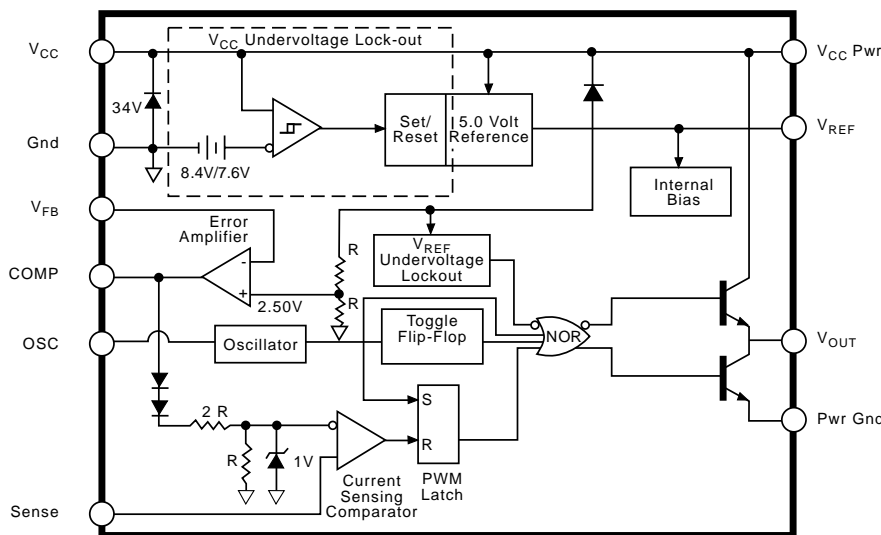 VCC Undervoltage Lock-out
VCC
VCC Pwr
34V
Set/
Reset
5.0 Volt
Reference
VREF
Gnd
8.4V/7.6V
Internal
Bias
VFB
Error
Amplifier
-
+
R
VREF
Undervoltage
Lockout
COMP
2.50V
R
OSC
Oscillator
Toggle
Flip-Flop
NOR
VOUT
S
R
2 R
R
1V
Pwr Gnd
Current
Sensing
Comparator
PWM
Latch
Sense